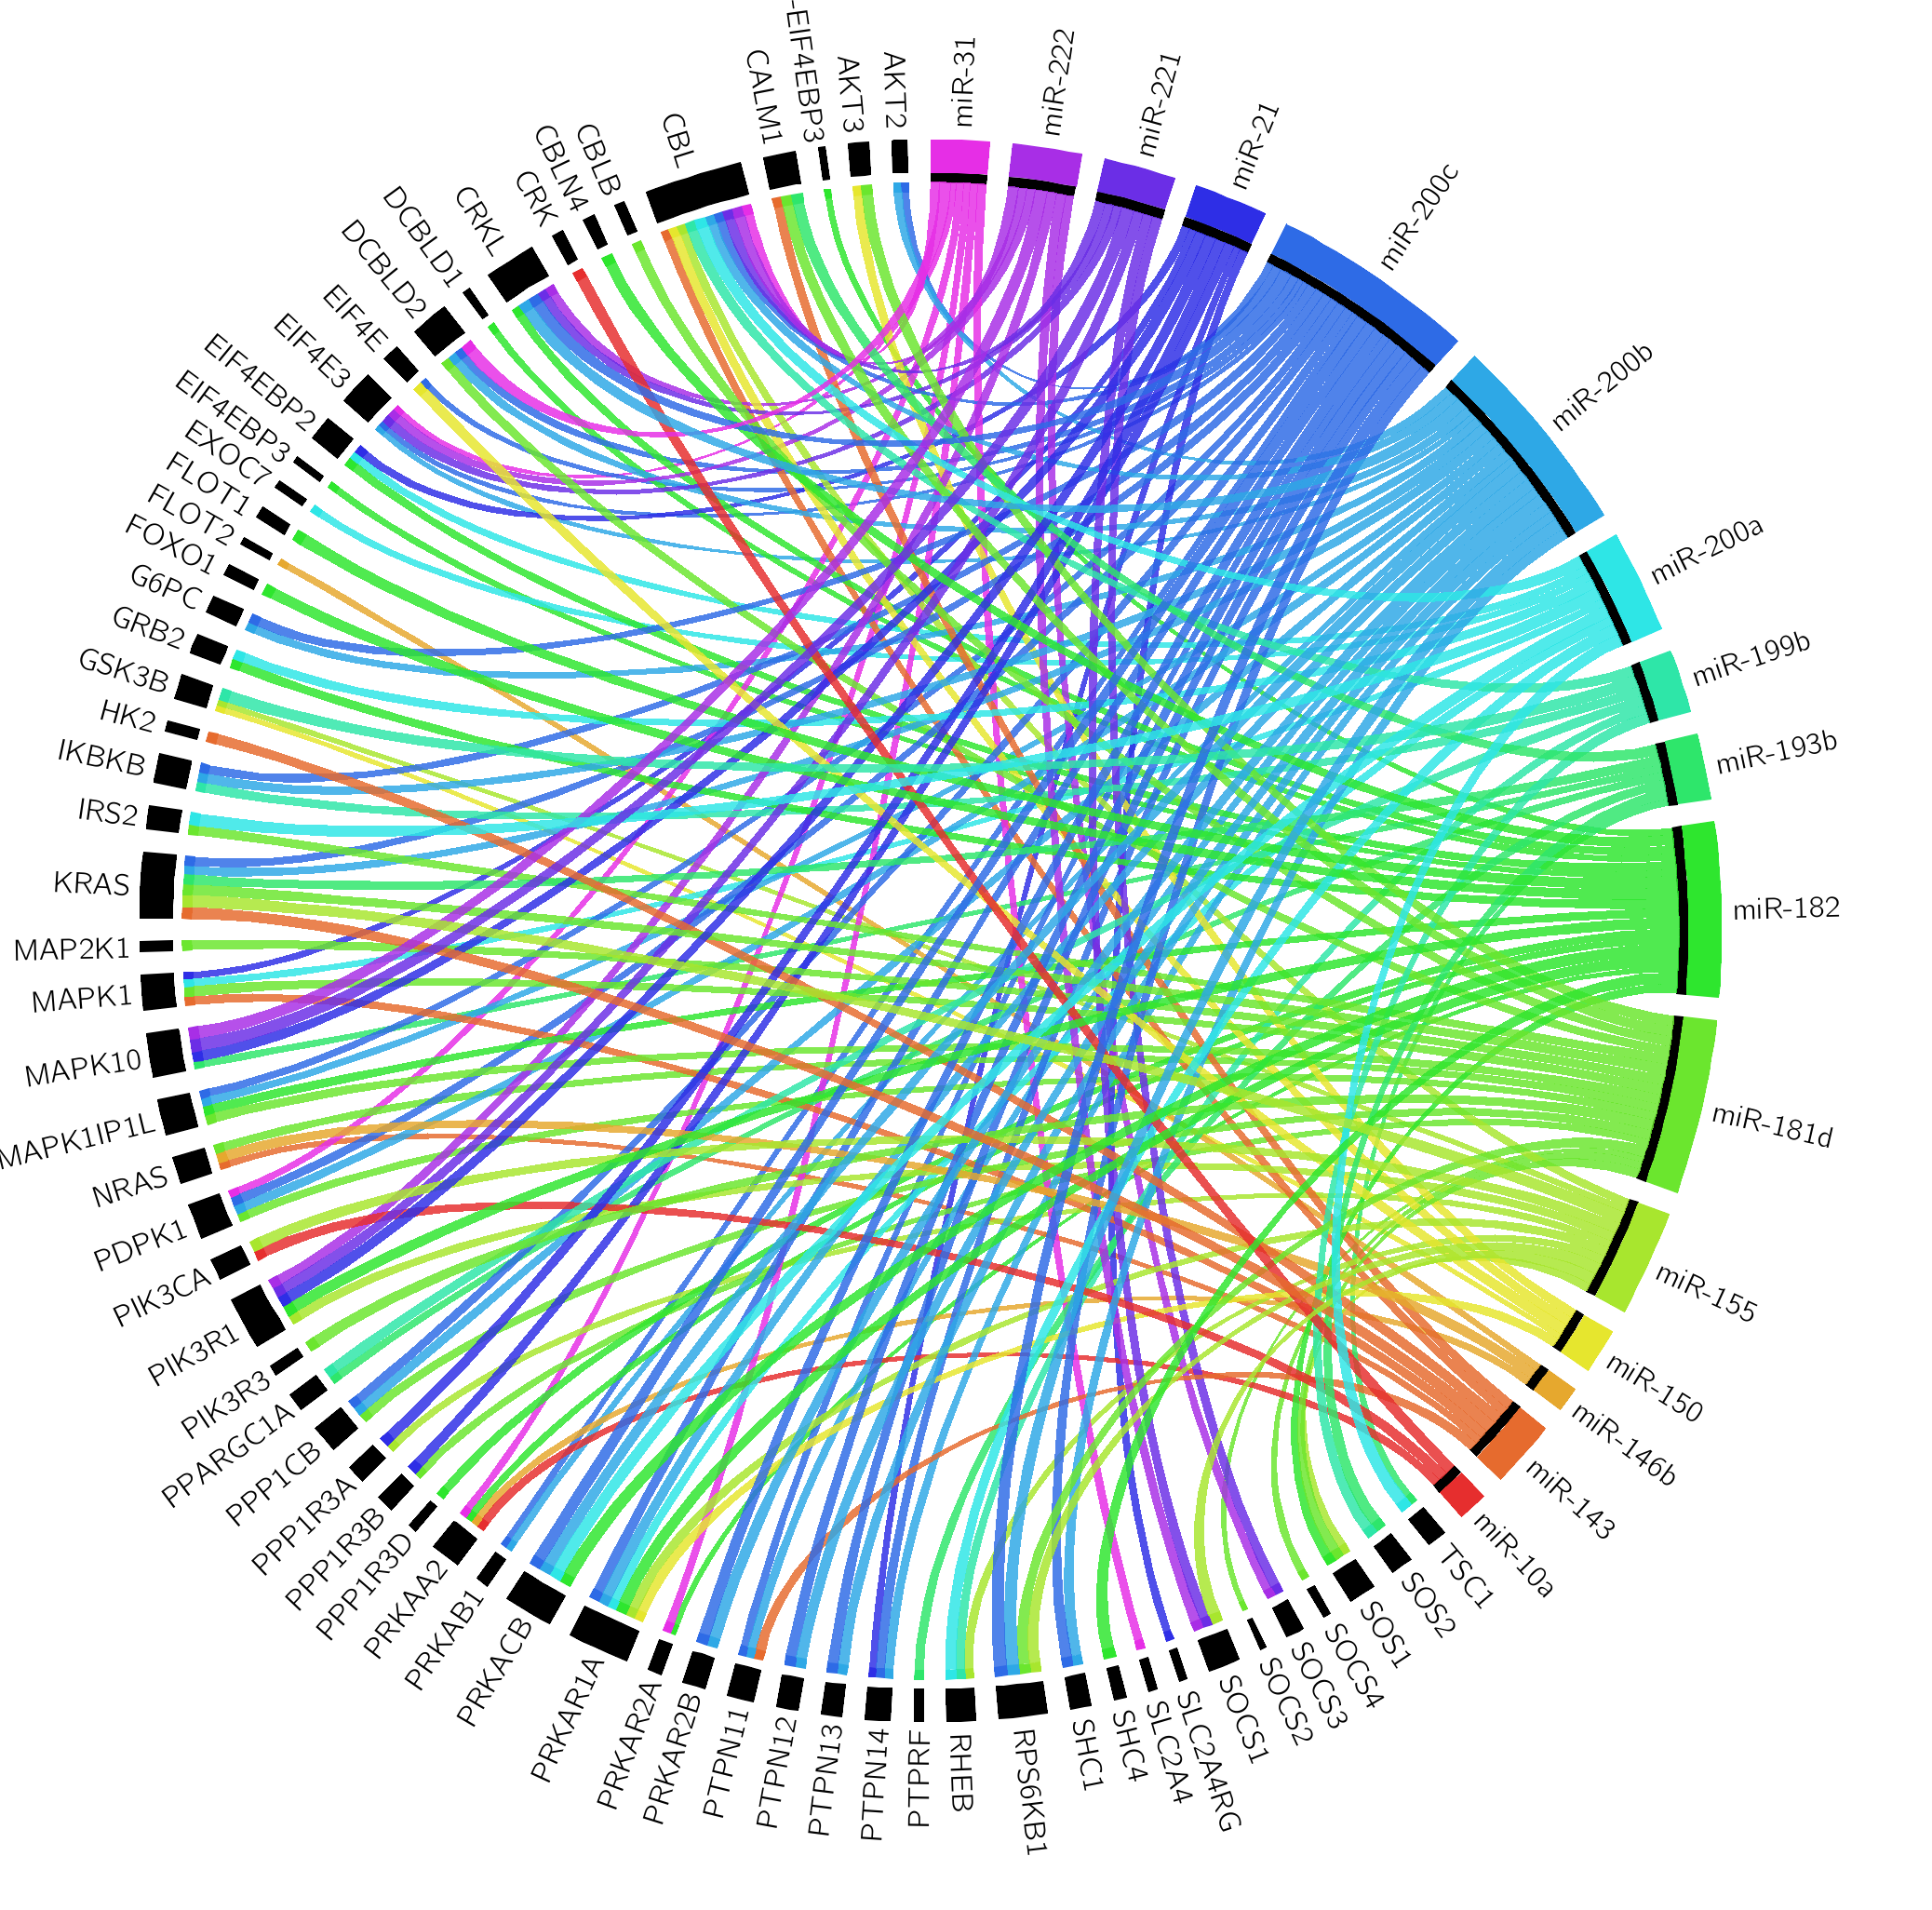 miR-31
miR-222
miR-221
miR-21
miR-200c
miR-200b
miR-200a
miR-199b
miR-193b
miR-182
miR-181d
miR-155
miR-150
miR-146b
miR-143
miR-10a
TSC1
SOS2
SOS1
SOCS4
SOCS3
SOCS2
SOCS1
SLC2A4RG
SLC2A4
SHC4
SHC1
RPS6KB1
RHEB
PTPRF
PTPN14
PTPN13
PTPN12
PTPN11
PRKAR2B
PRKAR2A
PRKAR1A
PRKACB
PRKAB1
PRKAA2
PPP1R3D
PPP1R3B
PPP1R3A
PPP1CB
PPARGC1A
PIK3R3
PIK3R1
PIK3CA
PDPK1
NRAS
MAPK1IP1L
MAPK10
MAPK1
MAP2K1
KRAS
IRS2
IKBKB
HK2
GSK3B
GRB2
G6PC
FOXO1
FLOT2
FLOT1
EXOC7
EIF4EBP3
EIF4EBP2
EIF4E3
EIF4E
DCBLD2
DCBLD1
CRKL
CRK
CBLN4
CBLB
CBL
CALM1
-EIF4EBP3
AKT3
AKT2